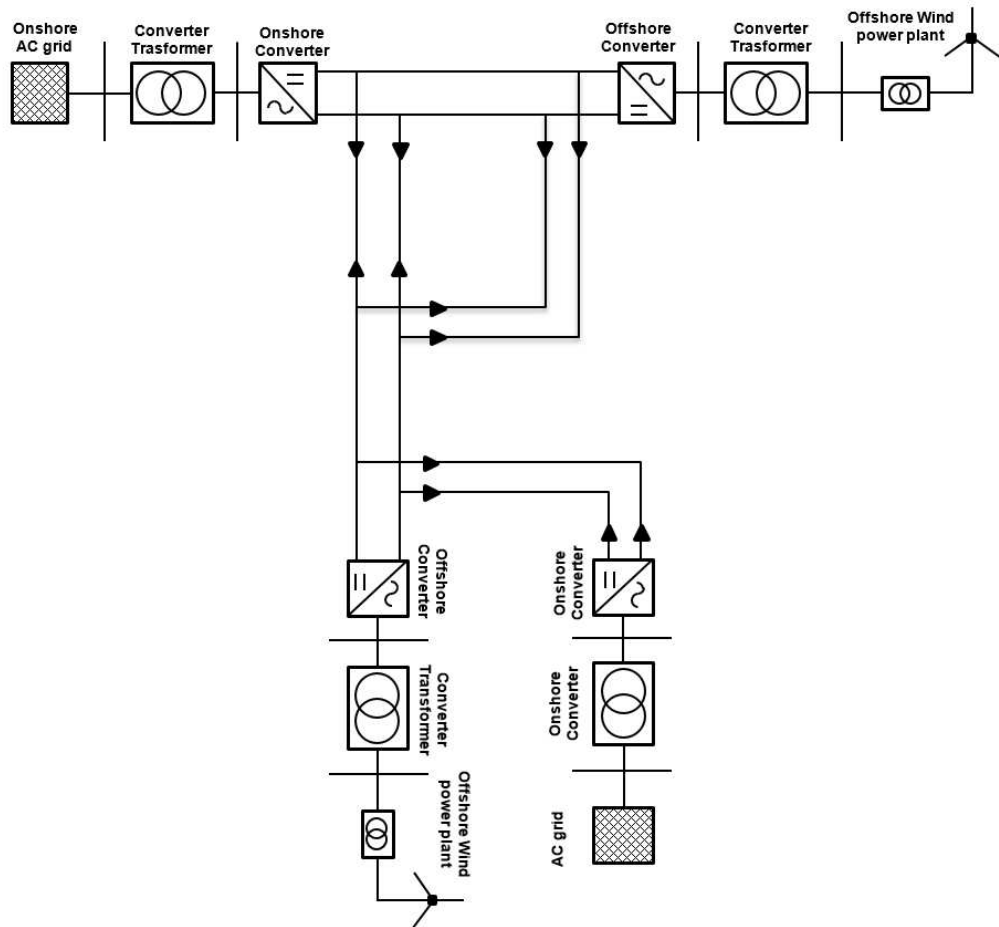 Onshore
AC grid
Converter
Trasformer
Onshore
Converter
Offshore
Converter
Converter
Trasformer
Offshore Wind
power plant
Offshore
Converter
Onshore
Converter
Converter
Transformer
Onshore
Converter
Offshore Wind
power plant
AC grid